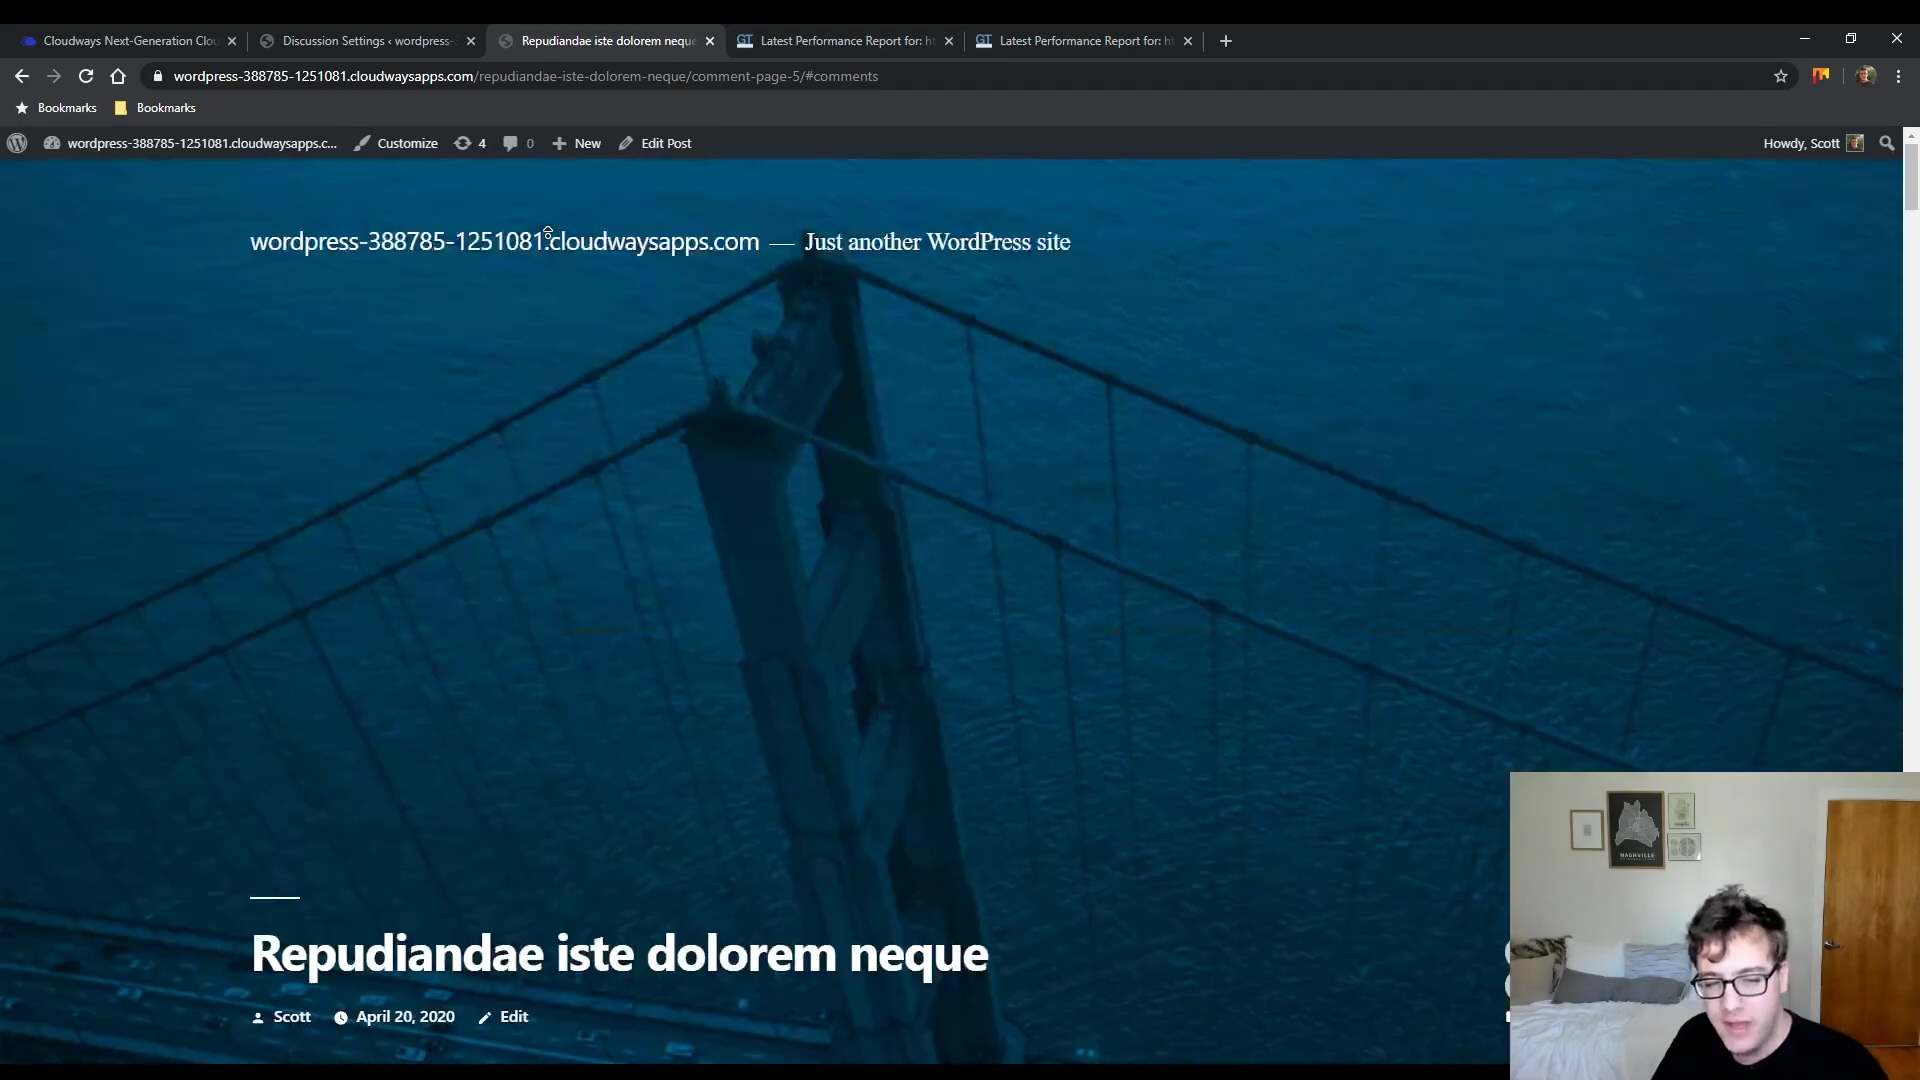 Cloudways Next-Generation Clou
Discussion Settings ‹ wordpress-3
Repudiandae iste dolorem neque
Latest Performance Report for: ht
Latest Performance Report for: ht
wordpress-388785-1251081.cloudwaysapps.com/repudiandae-iste-dolorem-neque/comment-page-5/#comments
Bookmarks
Bookmarks
wordpress-388785-1251081.cloudwaysapps.c...
Customize
4
0
New
Edit Post
Howdy, Scott
wordpress-388785-1251081.cloudwaysapps.com — Just another WordPress site
Repudiandae iste dolorem neque
Scott
April 20, 2020
Edit
NASHVILLE